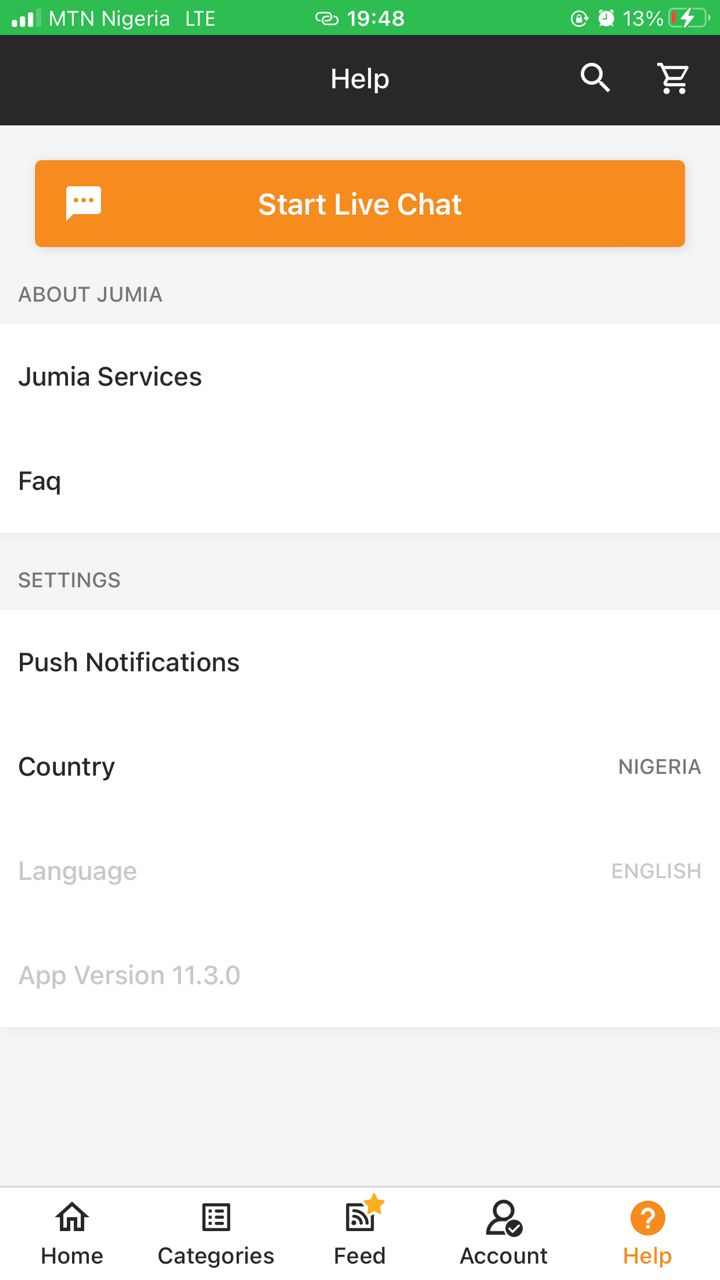 MTN Nigeria LTE 19:48 13%
Help
Start Live Chat
ABOUT JUMIA
Jumia Services
Faq
SETTINGS
Push Notifications
Country NIGERIA
Language ENGLISH
App Version 11.3.0
Home Categories Feed Account Help